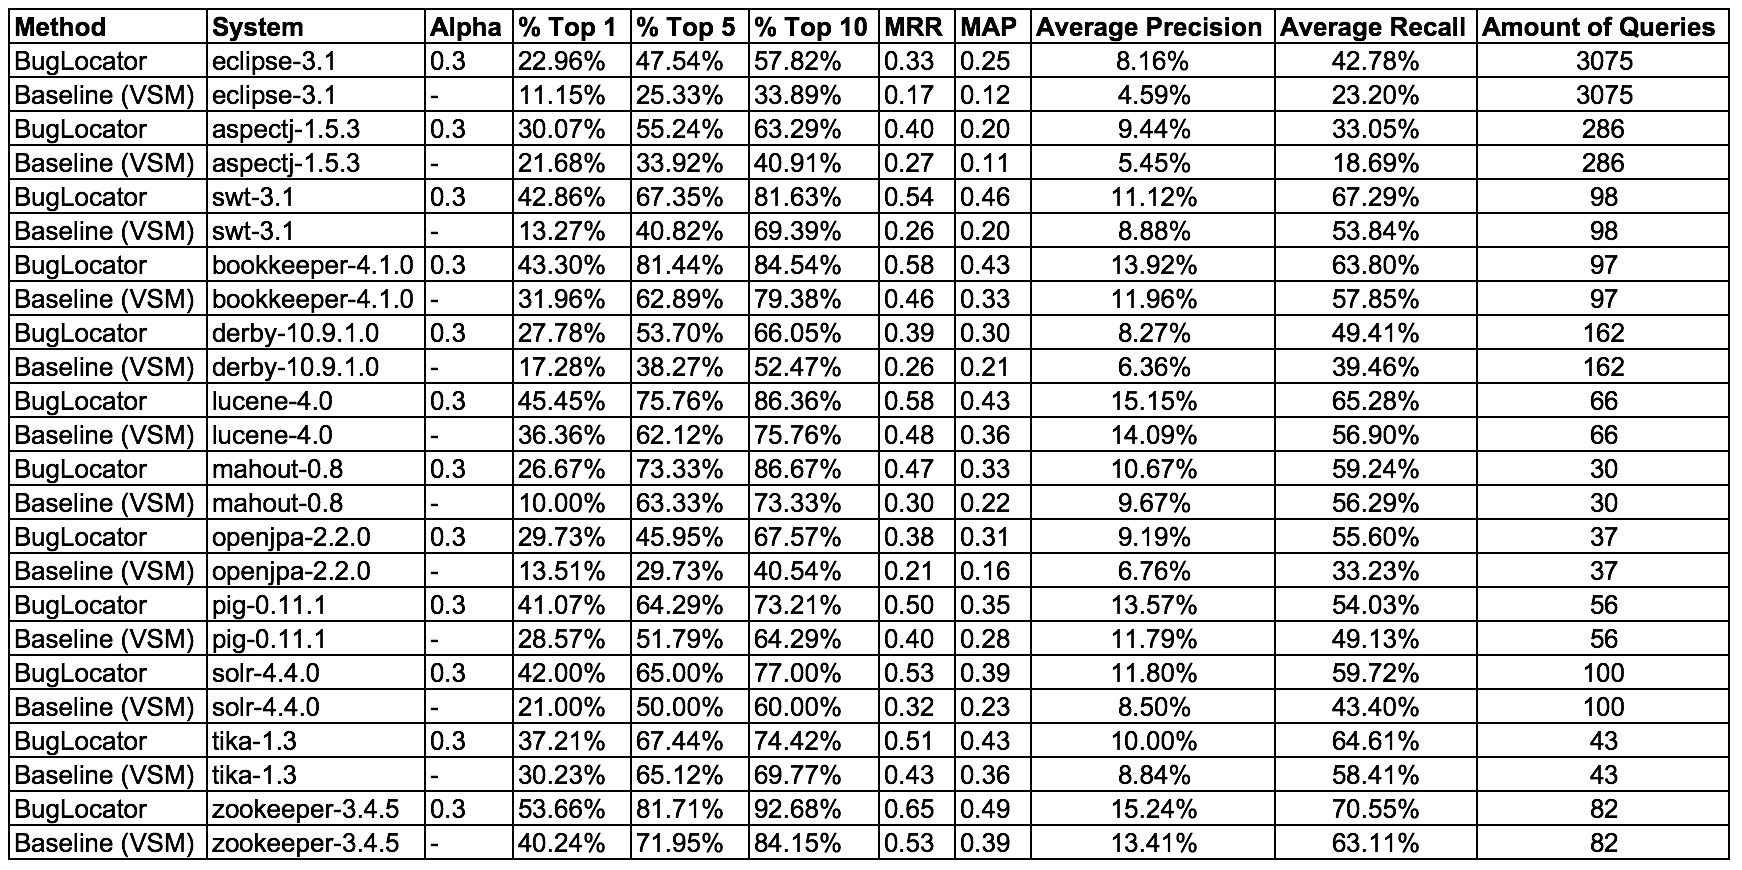 Method System Alpha % Top 1 % Top 5 % Top 10 MRR MAP Average Precision Average Recall Amount of Queries
BugLocator eclipse-3.1 0.3 22.96% 47.54% 57.82% 0.33 0.25 8.16% 42.78% 3075
Baseline (VSM) eclipse-3.1 - 11.15% 25.33% 33.89% 0.17 0.12 4.59% 23.20% 3075
BugLocator aspectj-1.5.3 0.3 30.07% 55.24% 63.29% 0.40 0.20 9.44% 33.05% 286
Baseline (VSM) aspectj-1.5.3 - 21.68% 33.92% 40.91% 0.27 0.11 5.45% 18.69% 286
BugLocator swt-3.1 0.3 42.86% 67.35% 81.63% 0.54 0.46 11.12% 67.29% 98
Baseline (VSM) swt-3.1 - 13.27% 40.82% 69.39% 0.26 0.20 8.88% 53.84% 98
BugLocator bookkeeper-4.1.0 0.3 43.30% 81.44% 84.54% 0.58 0.43 13.92% 63.80% 97
Baseline (VSM) bookkeeper-4.1.0 - 31.96% 62.89% 79.38% 0.46 0.33 11.96% 57.85% 97
BugLocator derby-10.9.1.0 0.3 27.78% 53.70% 66.05% 0.39 0.30 8.27% 49.41% 162
Baseline (VSM) derby-10.9.1.0 - 17.28% 38.27% 52.47% 0.26 0.21 6.36% 39.46% 162
BugLocator lucene-4.0 0.3 45.45% 75.76% 86.36% 0.58 0.43 15.15% 65.28% 66
Baseline (VSM) lucene-4.0 - 36.36% 62.12% 75.76% 0.48 0.36 14.09% 56.90% 66
BugLocator mahout-0.8 0.3 26.67% 73.33% 86.67% 0.47 0.33 10.67% 59.24% 30
Baseline (VSM) mahout-0.8 - 10.00% 63.33% 73.33% 0.30 0.22 9.67% 56.29% 30
BugLocator openjpa-2.2.0 0.3 29.73% 45.95% 67.57% 0.38 0.31 9.19% 55.60% 37
Baseline (VSM) openjpa-2.2.0 - 13.51% 29.73% 40.54% 0.21 0.16 6.76% 33.23% 37
BugLocator pig-0.11.1 0.3 41.07% 64.29% 73.21% 0.50 0.35 13.57% 54.03% 56
Baseline (VSM) pig-0.11.1 - 28.57% 51.79% 64.29% 0.40 0.28 11.79% 49.13% 56
BugLocator solr-4.4.0 0.3 42.00% 65.00% 77.00% 0.53 0.39 11.80% 59.72% 100
Baseline (VSM) solr-4.4.0 - 21.00% 50.00% 60.00% 0.32 0.23 8.50% 43.40% 100
BugLocator tika-1.3 0.3 37.21% 67.44% 74.42% 0.51 0.43 10.00% 64.61% 43
Baseline (VSM) tika-1.3 - 30.23% 65.12% 69.77% 0.43 0.36 8.84% 58.41% 43
BugLocator zookeeper-3.4.5 0.3 53.66% 81.71% 92.68% 0.65 0.49 15.24% 70.55% 82
Baseline (VSM) zookeeper-3.4.5 - 40.24% 71.95% 84.15% 0.53 0.39 13.41% 63.11% 82